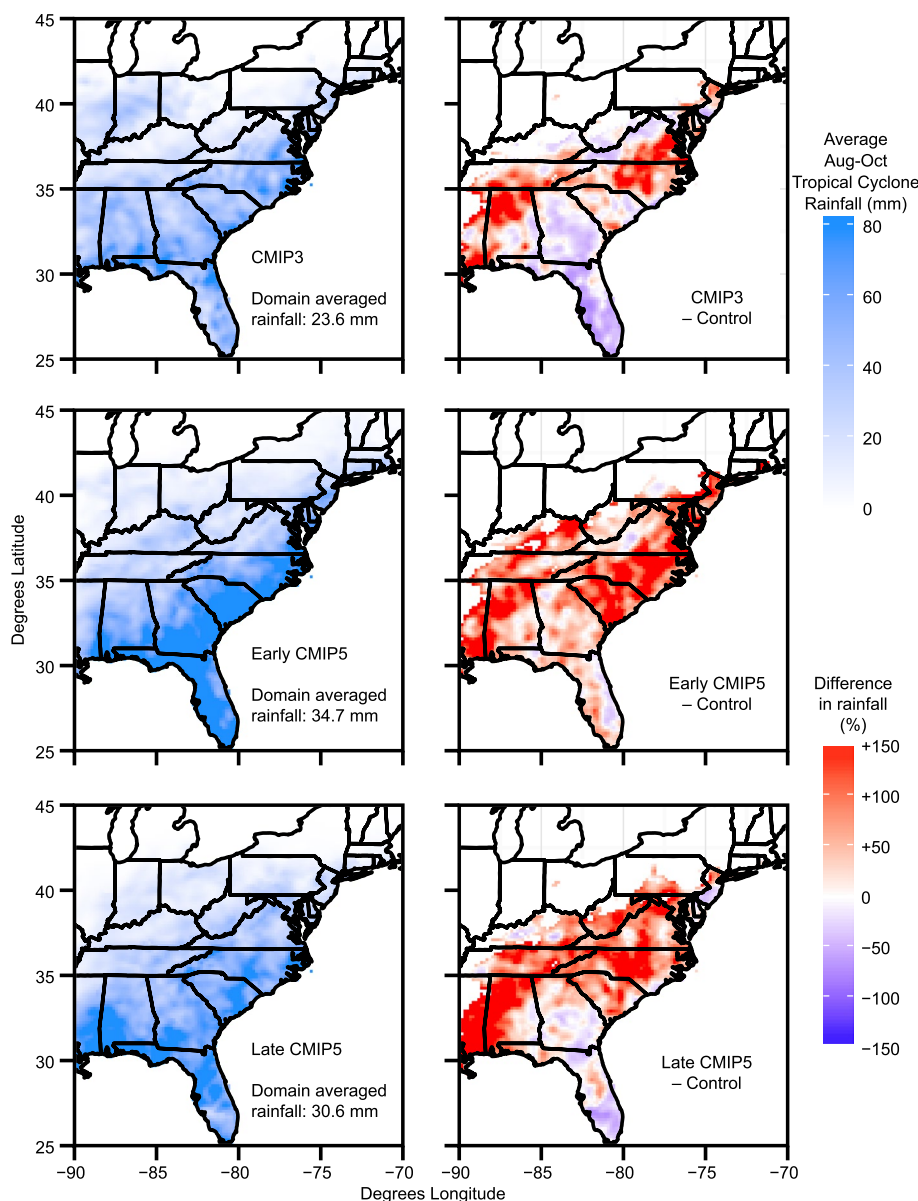 45
40
35
30
25
CMIP3
Domain averaged
rainfall: 23.6 mm
CMIP3
– Control
Average
Aug-Oct
Tropical Cyclone
Rainfall (mm)
80
60
40
20
0
Degrees Latitude
45
40
35
30
25
Early CMIP5
Domain averaged
rainfall: 34.7 mm
Early CMIP5
– Control
Difference
in rainfall
(%)
+150
+100
+50
0
−50
−100
−150
45
40
35
30
25
Late CMIP5
Domain averaged
rainfall: 30.6 mm
Late CMIP5
– Control
−90 −85 −80 −75 −70
−90 −85 −80 −75 −70
Degrees Longitude